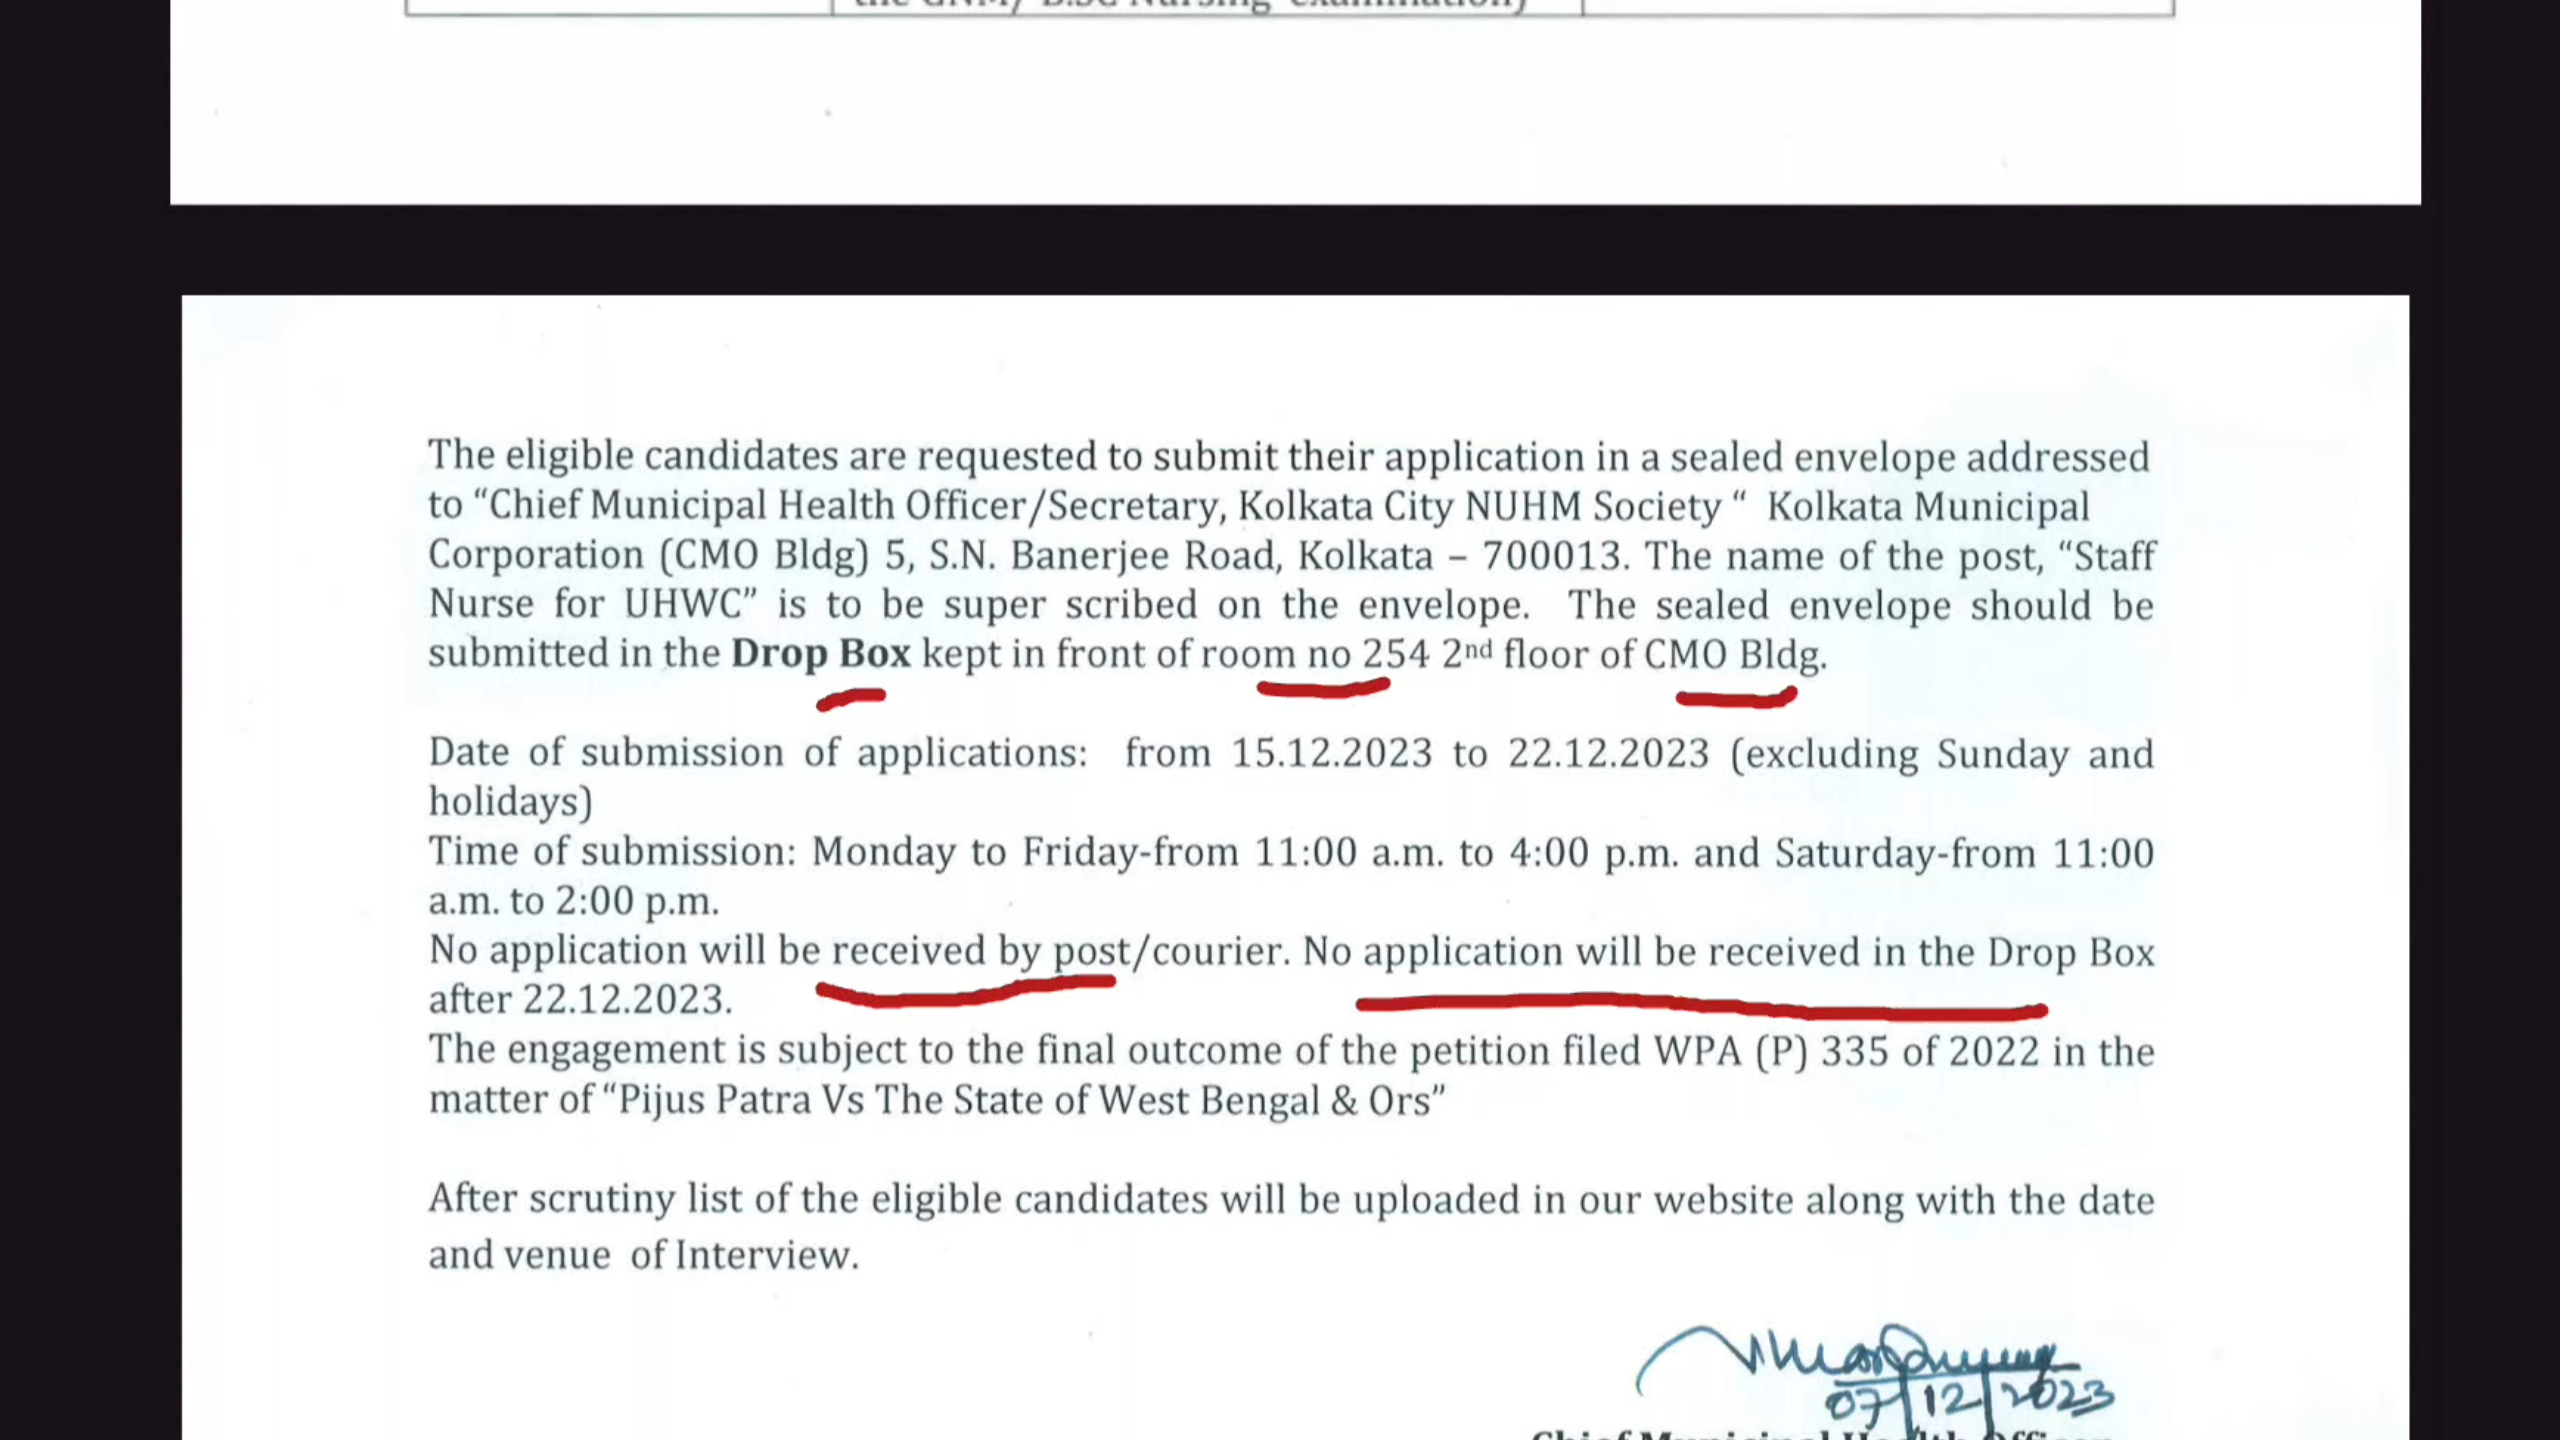 the GNM/ B.Sc Nursing examination)
The eligible candidates are requested to submit their application in a sealed envelope addressed
to “Chief Municipal Health Officer/Secretary, Kolkata City NUHM Society “ Kolkata Municipal
Corporation (CMO Bldg) 5, S.N. Banerjee Road, Kolkata – 700013. The name of the post, “Staff
Nurse for UHWC” is to be super scribed on the envelope. The sealed envelope should be
submitted in the Drop Box kept in front of room no 254 2nd floor of CMO Bldg.
Date of submission of applications: from 15.12.2023 to 22.12.2023 (excluding Sunday and
holidays)
Time of submission: Monday to Friday-from 11:00 a.m. to 4:00 p.m. and Saturday-from 11:00
a.m. to 2:00 p.m.
No application will be received by post/courier. No application will be received in the Drop Box
after 22.12.2023.
The engagement is subject to the final outcome of the petition filed WPA (P) 335 of 2022 in the
matter of “Pijus Patra Vs The State of West Bengal & Ors”
After scrutiny list of the eligible candidates will be uploaded in our website along with the date
and venue of Interview.
07/12/2023
Chief Municipal Health Officer